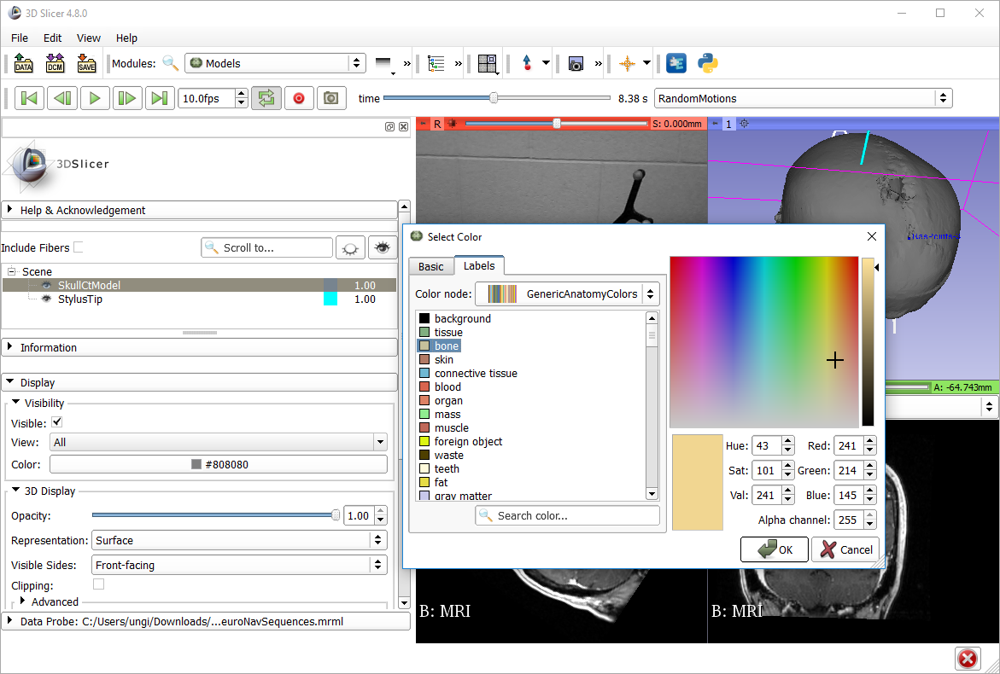 3D Slicer 4.8.0
File Edit View Help
DATA DCM SAVE Modules: Models
10.0fps time 8.38 s RandomMotions
3DSlicer
Help & Acknowledgement
Include Fibers Scroll to...
Scene
SkullCtModel 1.00
StylusTip 1.00
Information
Display
Visibility
Visible:
View: All
Color: #808080
3D Display
Opacity: 1.00
Representation: Surface
Visible Sides: Front-facing
Clipping:
Advanced
Data Probe: C:/Users/ungi/Downloads/...euroNavSequences.mrml
R S: 0.000mm
1
A: -64.743mm
B: MRI
B: MRI
Select Color
Basic Labels
Color node: GenericAnatomyColors
background
tissue
bone
skin
connective tissue
blood
organ
mass
muscle
foreign object
waste
teeth
fat
gray matter
Search color...
Hue: 43 Red: 241
Sat: 101 Green: 214
Val: 241 Blue: 145
Alpha channel: 255
OK Cancel